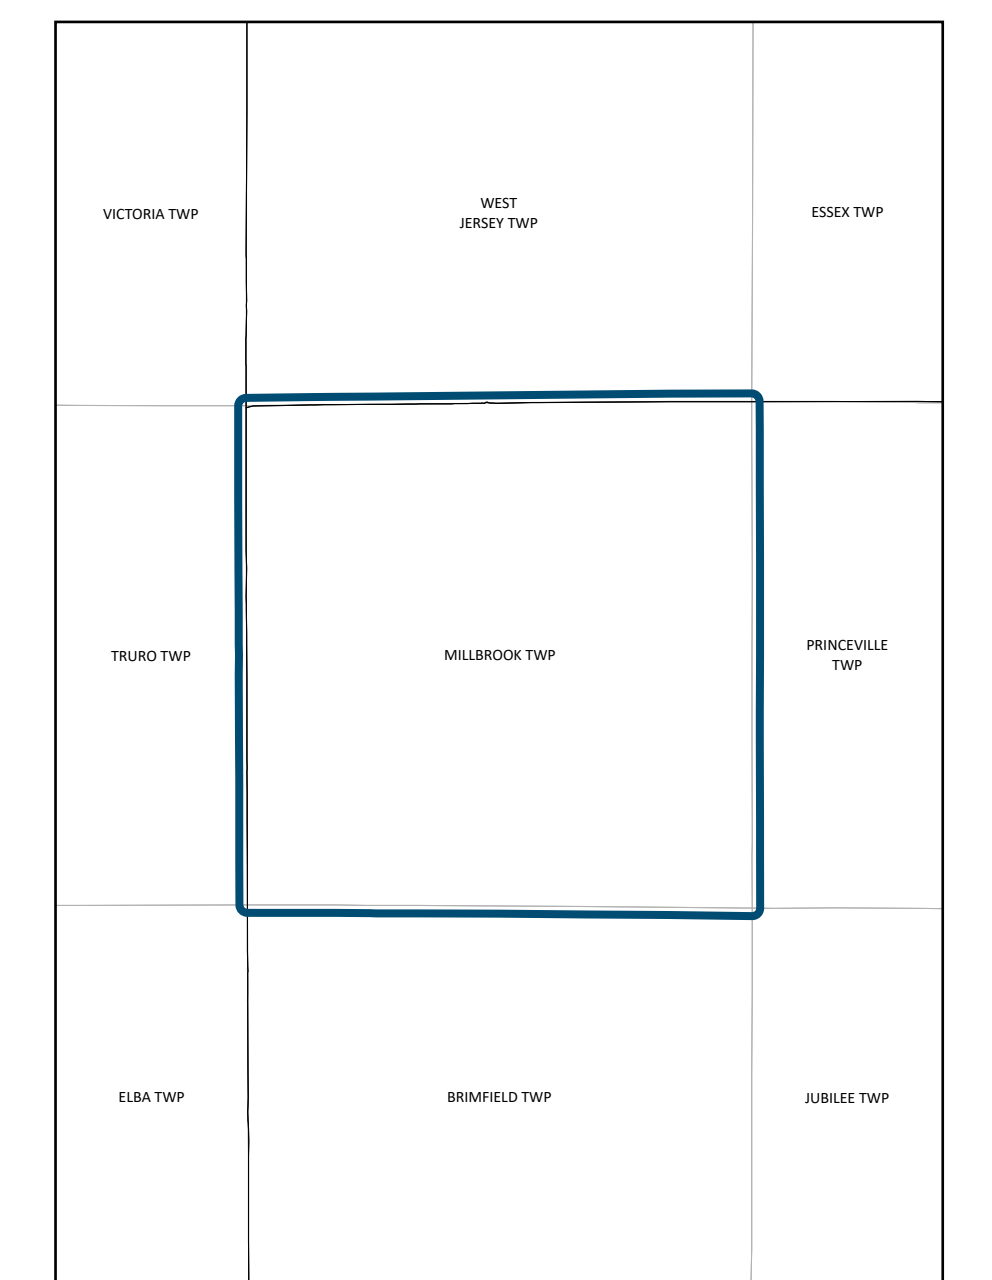 VICTORIA TWP
WEST
JERSEY TWP
ESSEX TWP
TRURO TWP
MILLBROOK TWP
PRINCEVILLE
TWP
ELBA TWP
BRIMFIELD TWP
JUBILEE TWP